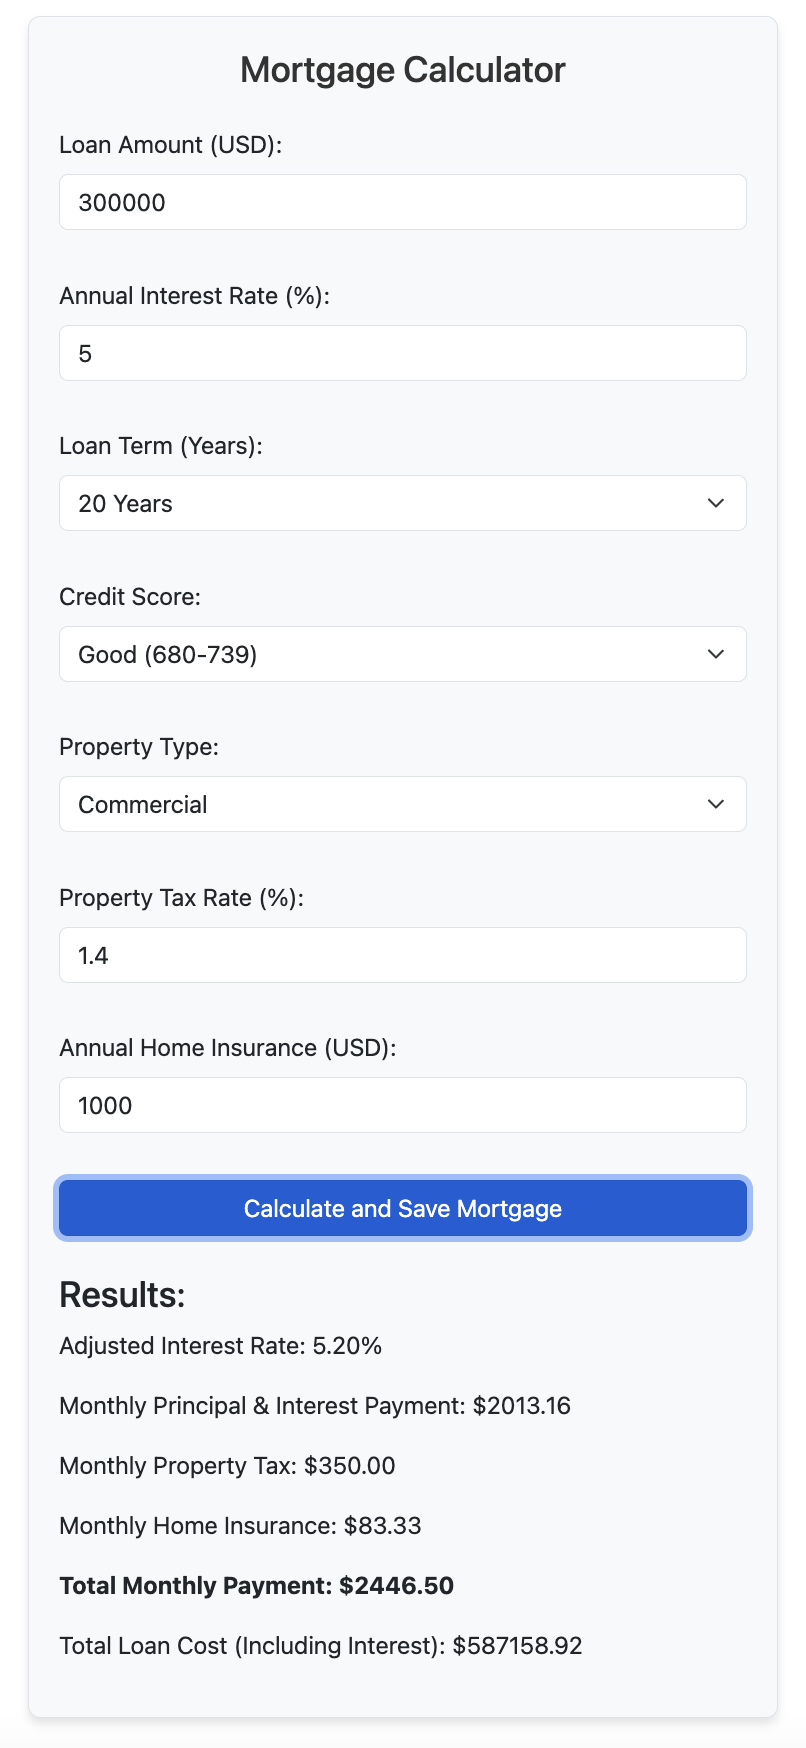 Mortgage Calculator
Loan Amount (USD):
300000
Annual Interest Rate (%):
5
Loan Term (Years):
20 Years
Credit Score:
Good (680-739)
Property Type:
Commercial
Property Tax Rate (%):
1.4
Annual Home Insurance (USD):
1000
Calculate and Save Mortgage
Results:
Adjusted Interest Rate: 5.20%
Monthly Principal & Interest Payment: $2013.16
Monthly Property Tax: $350.00
Monthly Home Insurance: $83.33
Total Monthly Payment: $2446.50
Total Loan Cost (Including Interest): $587158.92